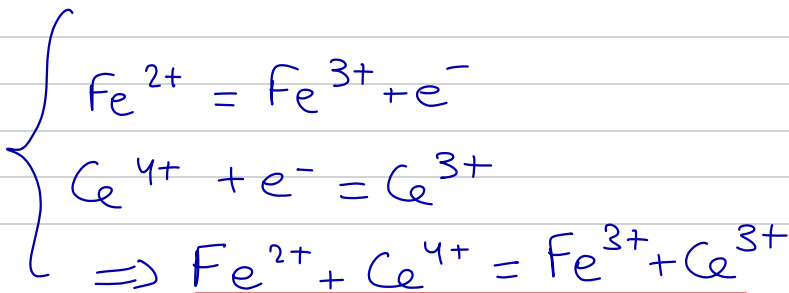 Fe²⁺ = Fe³⁺ + e⁻
Ce⁴⁺ + e⁻ = Ce³⁺
⇒ Fe²⁺ + Ce⁴⁺ = Fe³⁺ + Ce³⁺